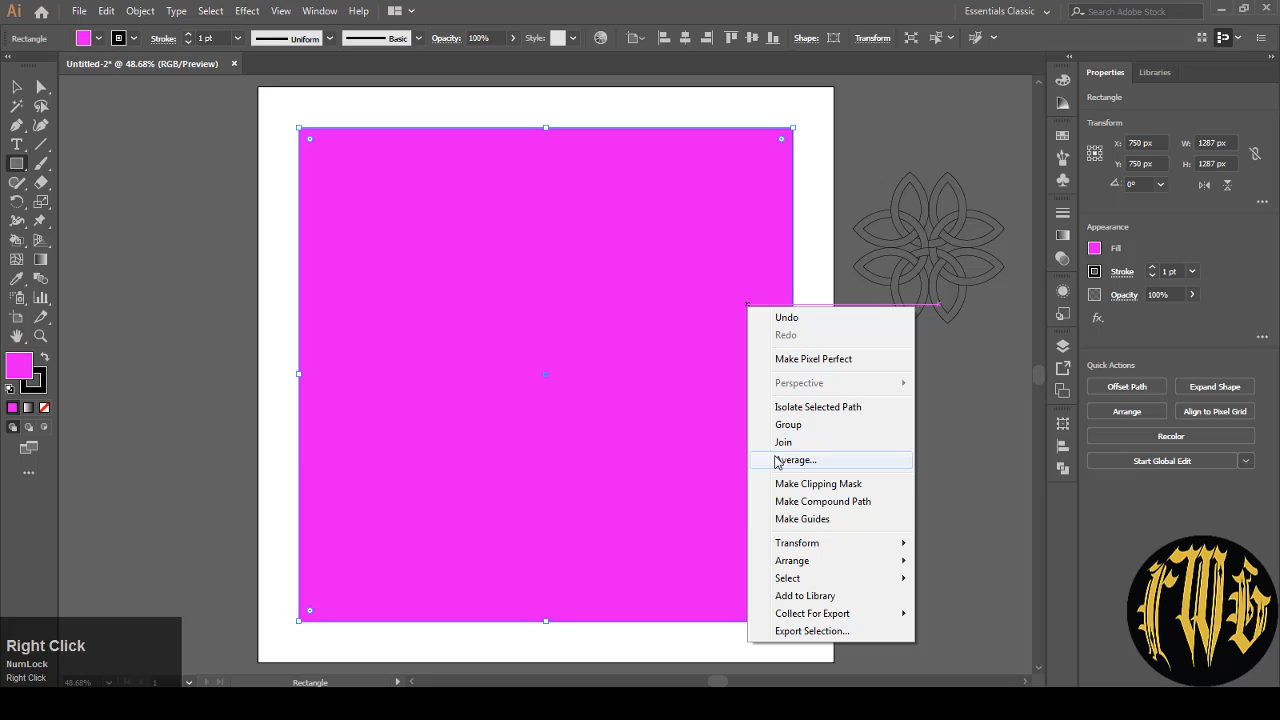 Ai File Edit Object Type Select Effect View Window Help Essentials Classic Search Adobe Stock
Rectangle Stroke: 1 pt Uniform Basic Opacity: 100% Style: Shape: Transform
Untitled-2* @ 48.68% (RGB/Preview)
Properties Libraries
Rectangle
Transform
X: 750 px W: 1287 px
Y: 750 px H: 1287 px
0°
Appearance
Fill
Stroke 1 pt
Opacity 100%
fx.
Quick Actions
Offset Path Expand Shape
Arrange Align to Pixel Grid
Recolor
Start Global Edit
Undo
Redo
Make Pixel Perfect
Perspective
Isolate Selected Path
Group
Join
Average...
Make Clipping Mask
Make Compound Path
Make Guides
Transform
Arrange
Select
Add to Library
Collect For Export
Export Selection...
Right Click
NumLock
Right Click
48.68% 1 Rectangle